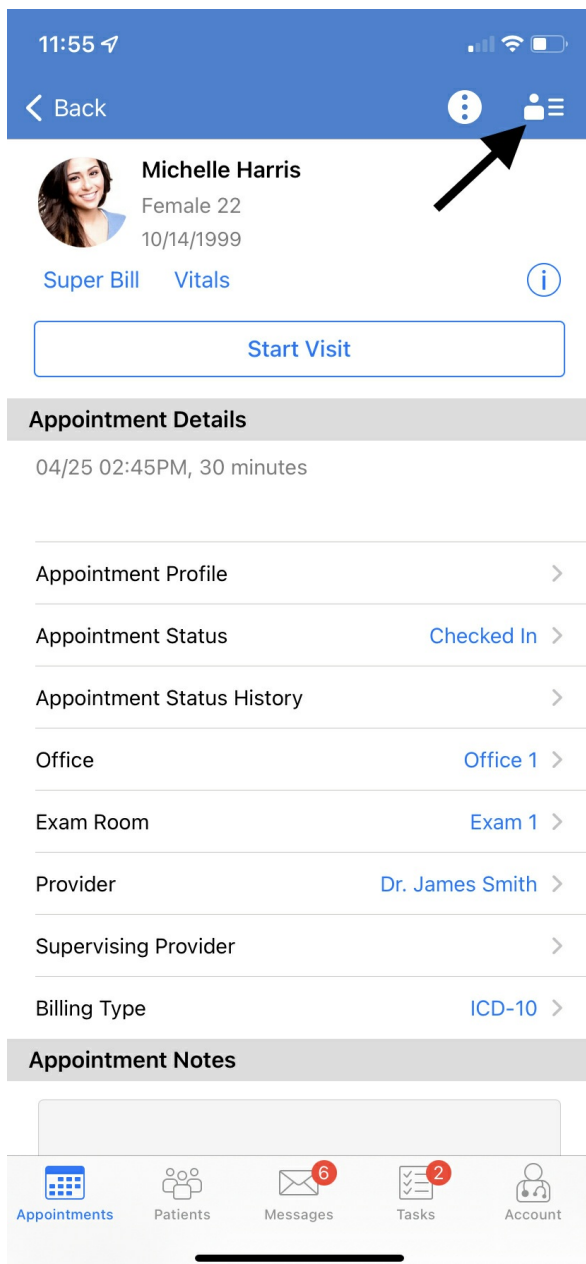 11:55
Back
Michelle Harris
Female 22
10/14/1999
Super Bill Vitals i
Start Visit
Appointment Details
04/25 02:45PM, 30 minutes
Appointment Profile
Appointment Status Checked In
Appointment Status History
Office Office 1
Exam Room Exam 1
Provider Dr. James Smith
Supervising Provider
Billing Type ICD-10
Appointment Notes
6 2
Appointments Patients Messages Tasks Account